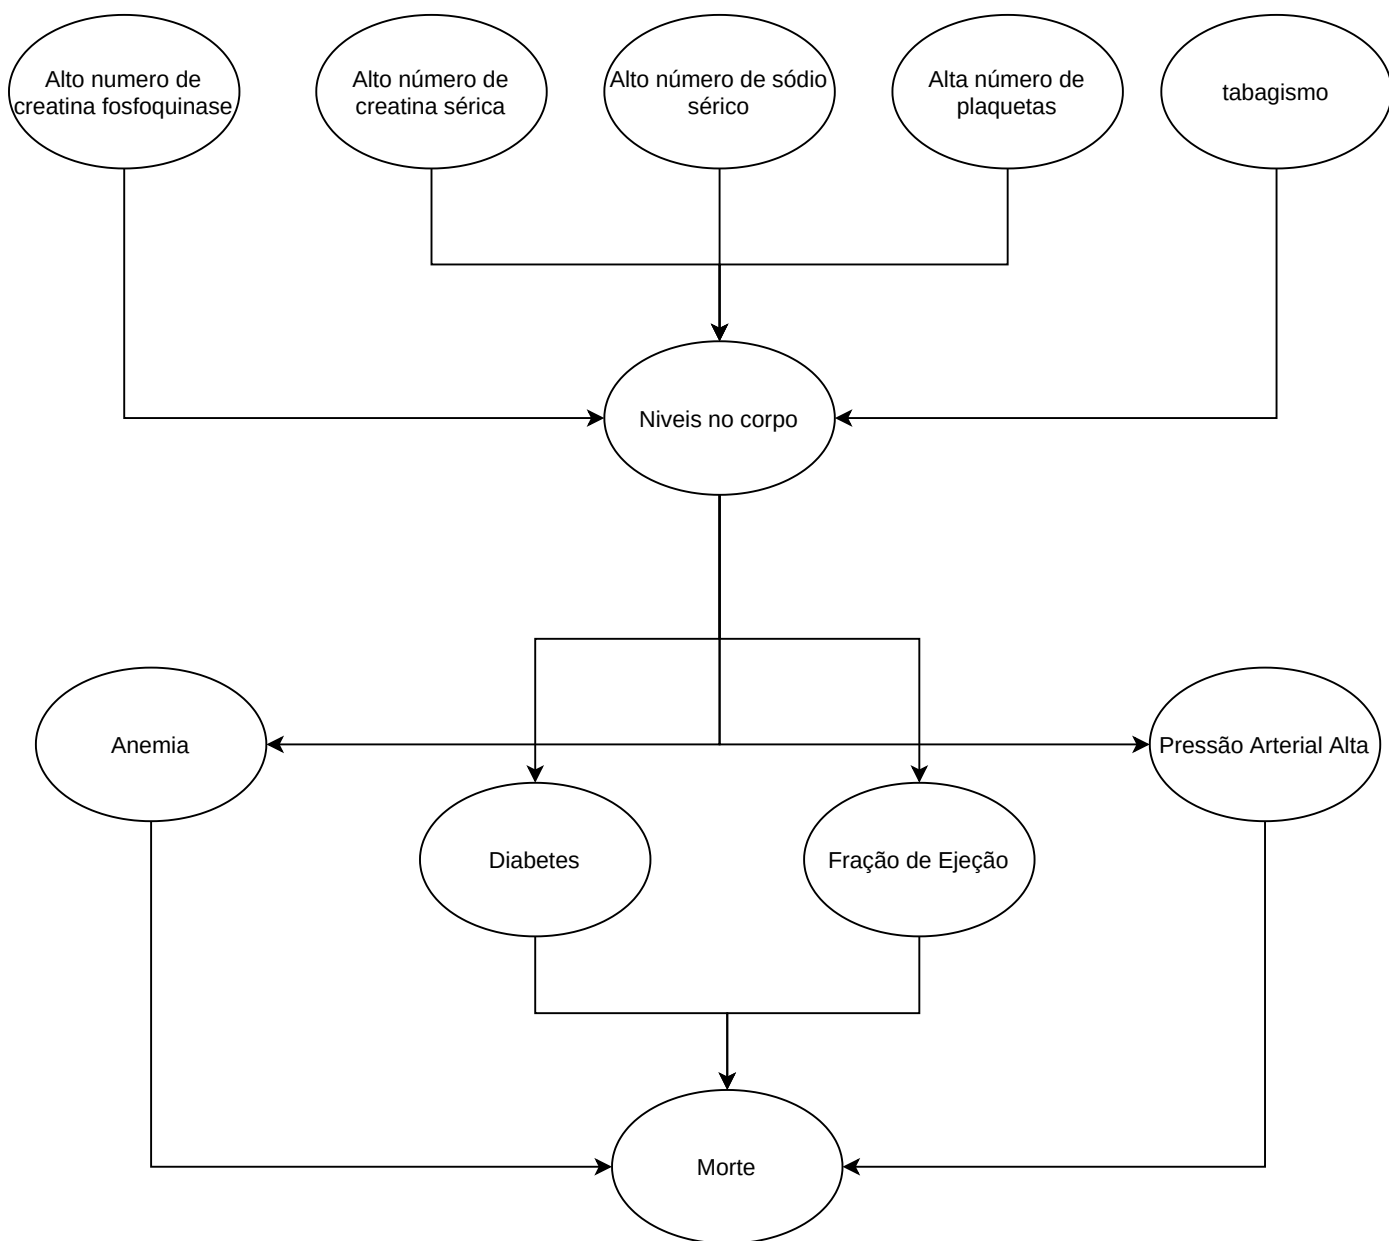 Alto numero de
creatina fosfoquinase
Alto número de
creatina sérica
Alto número de sódio
sérico
Alta número de
plaquetas
tabagismo
Niveis no corpo
Anemia
Pressão Arterial Alta
Diabetes
Fração de Ejeção
Morte